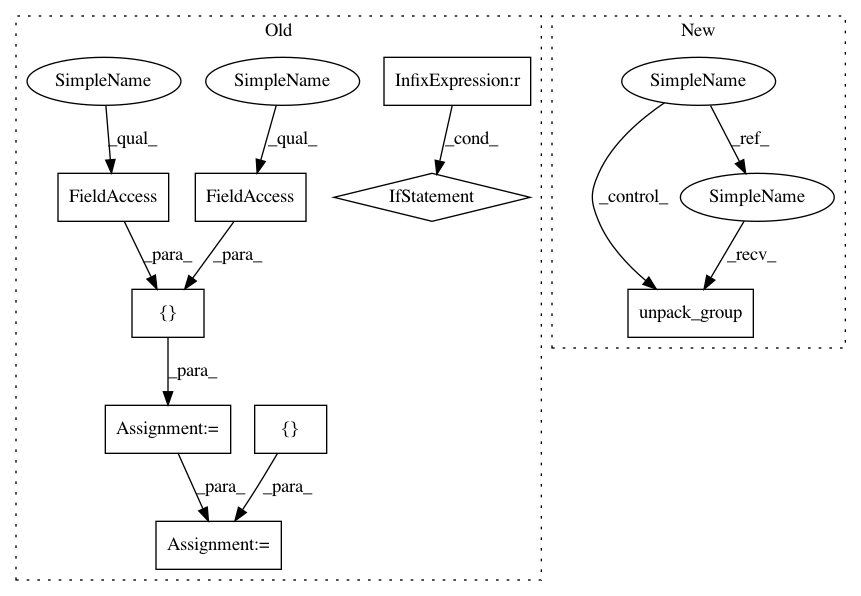 Old
New
SimpleName
SimpleName
InfixExpression:r
SimpleName
_qual_
_qual_
_cond_
_ref_
FieldAccess
FieldAccess
IfStatement
_control_
SimpleName
_para_
_para_
_recv_
{}
unpack_group
_para_
Assignment:=
{}
_para_
_para_
Assignment:=